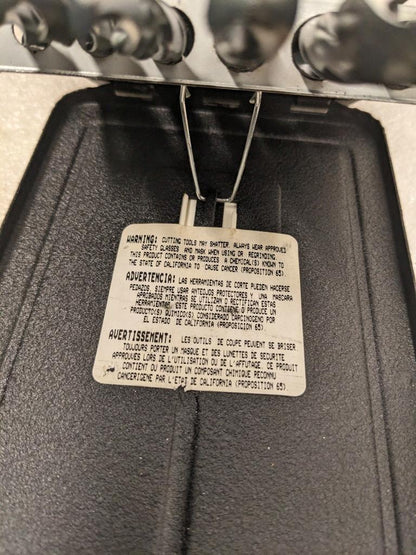 WARNING: CUTTING TOOLS MAY SHATTER. ALWAYS WEAR APPROVED
SAFETY GLASSES AND MASK WHEN USING OR REGRINDING.
THIS PRODUCT CONTAINS OR PRODUCES A CHEMICAL(S) KNOWN TO
THE STATE OF CALIFORNIA TO CAUSE CANCER (PROPOSITION 65)
ADVERTENCIA: LAS HERRAMIENTAS DE CORTE PUEDEN HACERSE
PEDAZOS. SIEMPRE USAR ANTEOJOS PROTECTORES Y UNA MASCARA
APROBADOS MIENTRAS SE UTILIZAN O RECTIFICAN ESTAS
HERRAMIENTAS. ESTE PRODUCTO CONTIENE O PRODUCE UN
PRODUCTO(S) QUIMICO(S) CONSIDERADO CARCINOGENO POR
EL ESTADO DE CALIFORNIA (PROPOSICION 65)
AVERTISSEMENT: LES OUTILS DE COUPE PEUVENT SE BRISER
TOUJOURS PORTER UN MASQUE ET DES LUNETTES DE SECURITE
APPROUVEES LORS DE L'UTILISATION OU DE L'AFFUTAGE. CE PRODUIT
CONTIENT OU PRODUIT UN COMPOSANT CHIMIQUE RECONNU
CANCERIGENE PAR L'ETAT DE CALIFORNIA (PROPOSITION 65)